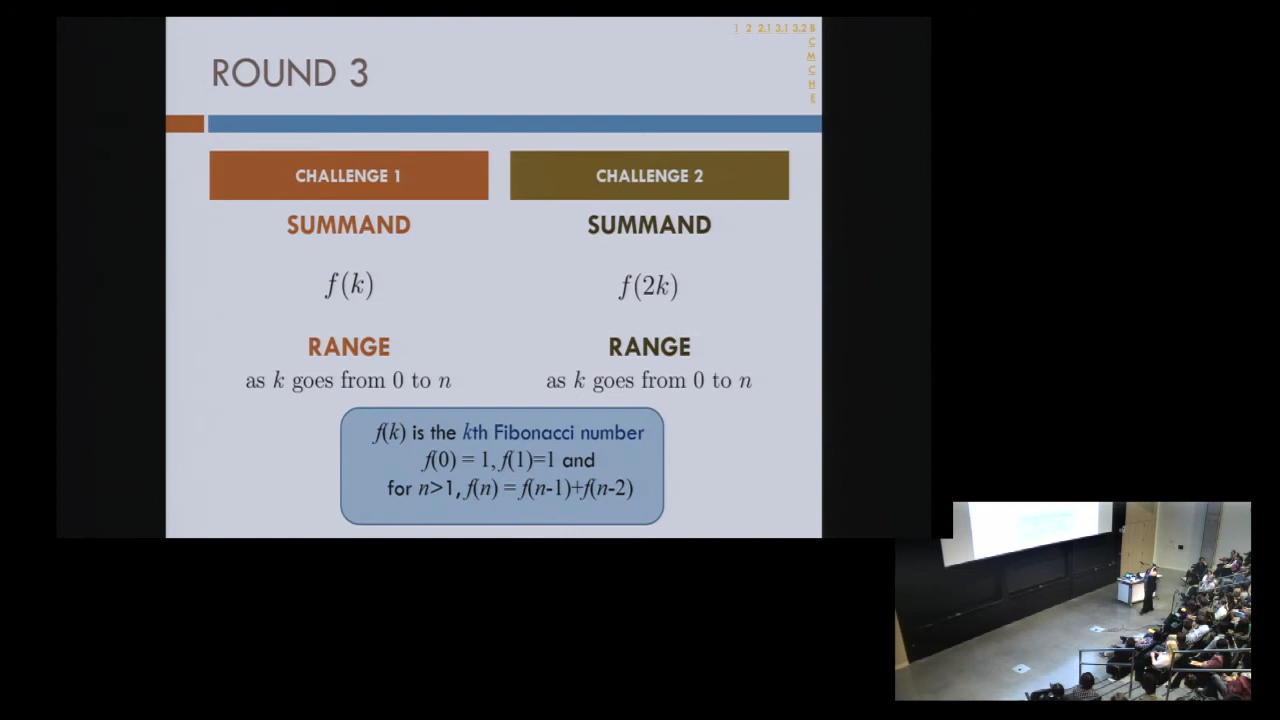 1 2 2.1 3.1 3.2 B
C
M
C
H
E
ROUND 3
CHALLENGE 1
SUMMAND
f(k)
RANGE
as k goes from 0 to n
CHALLENGE 2
SUMMAND
f(2k)
RANGE
as k goes from 0 to n
f(k) is the kth Fibonacci number
f(0) = 1, f(1)=1 and
for n>1, f(n) = f(n-1)+f(n-2)